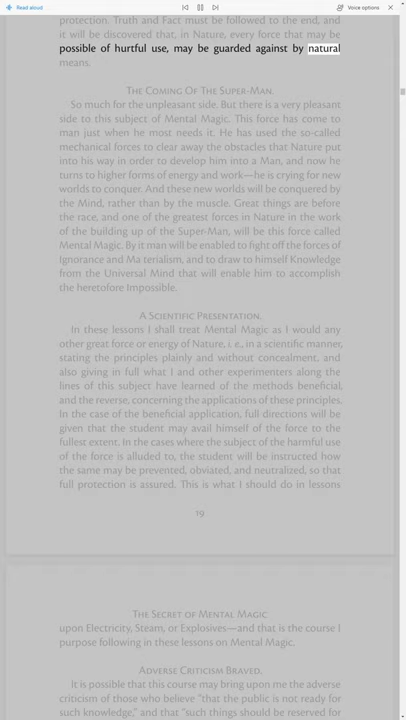 Read aloud
Voice options
protection. Truth and Fact must be followed to the end, and
it will be discovered that, in Nature, every force that may be
possible of hurtful use, may be guarded against by natural
means.
The Coming Of The Super-Man.
So much for the unpleasant side. But there is a very pleasant
side to this subject of Mental Magic. This force has come to
man just when he most needs it. He has used the so-called
mechanical forces to clear away the obstacles that Nature put
into his way in order to develop him into a Man, and now he
turns to higher forms of energy and work—he is crying for new
worlds to conquer. And these new worlds will be conquered by
the Mind, rather than by the muscle. Great things are before
the race, and one of the greatest forces in Nature in the work
of the building up of the Super-Man, will be this force called
Mental Magic. By it man will be enabled to fight off the forces of
Ignorance and Ma terialism, and to draw to himself Knowledge
from the Universal Mind that will enable him to accomplish
the heretofore Impossible.
A Scientific Presentation.
In these lessons I shall treat Mental Magic as I would any
other great force or energy of Nature, i. e., in a scientific manner,
stating the principles plainly and without concealment, and
also giving in full what I and other experimenters along the
lines of this subject have learned of the methods beneficial,
and the reverse, concerning the applications of these principles.
In the case of the beneficial application, full directions will be
given that the student may avail himself of the force to the
fullest extent. In the cases where the subject of the harmful use
of the force is alluded to, the student will be instructed how
the same may be prevented, obviated, and neutralized, so that
full protection is assured. This is what I should do in lessons
19
The Secret of Mental Magic
upon Electricity, Steam, or Explosives—and that is the course I
purpose following in these lessons on Mental Magic.
Adverse Criticism Braved.
It is possible that this course may bring upon me the adverse
criticism of those who believe "that the public is not ready for
such knowledge," and that "such things should be reserved for